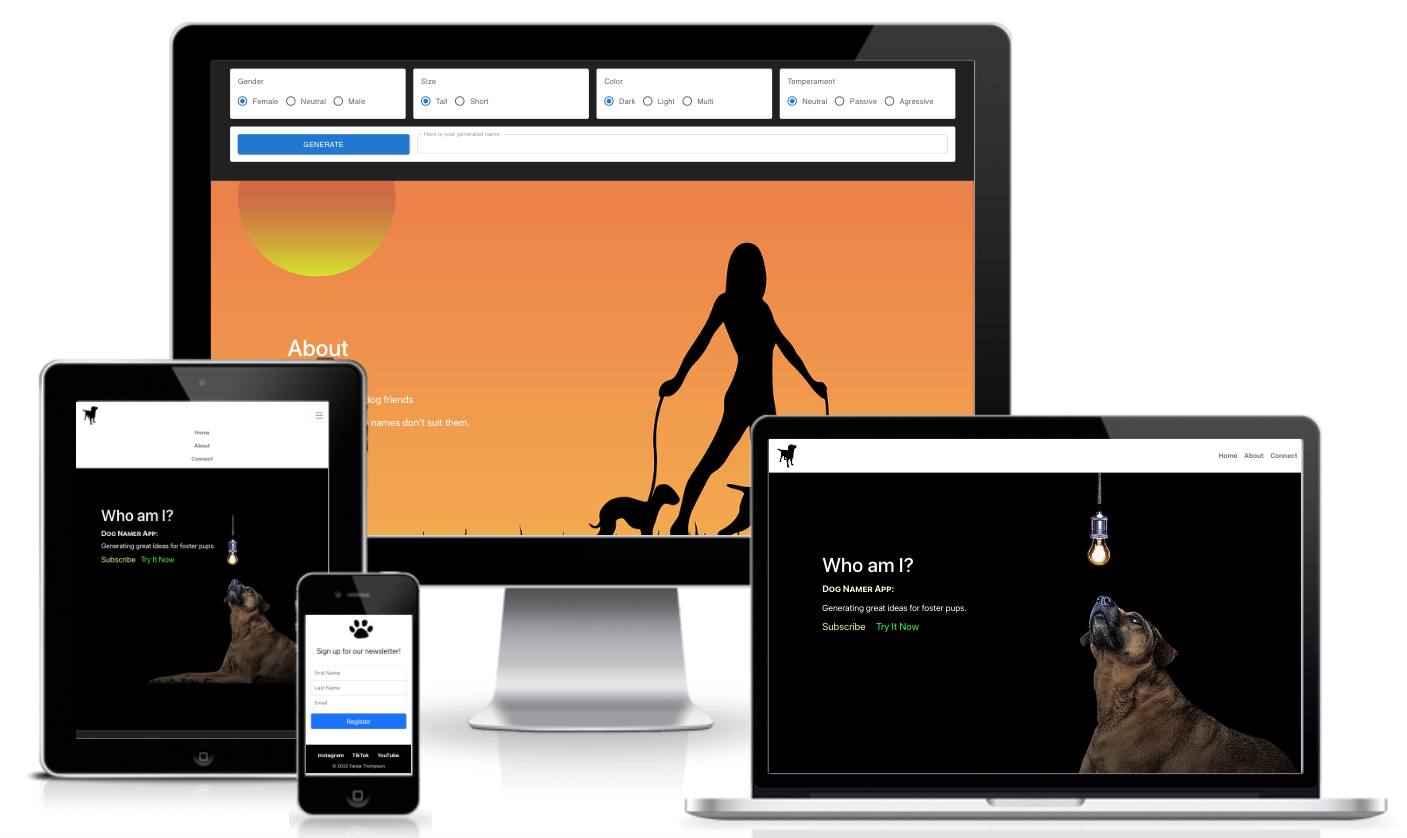 Gender
Female Neutral Male
Size
Tall Short
Color
Dark Light Multi
Temperament
Neutral Passive Agressive
GENERATE
Here is your generated name:
About
dog friends
names don't suit them.
Home
About
Connect
Who am I?
DOG NAMER APP:
Generating great ideas for foster pups.
Subscribe Try It Now
Sign up for our newsletter!
First Name
Last Name
Email
Register
Instagram TikTok YouTube
© 2022 Faraja Thompson
Home About Connect
Who am I?
DOG NAMER APP:
Generating great ideas for foster pups.
Subscribe Try It Now